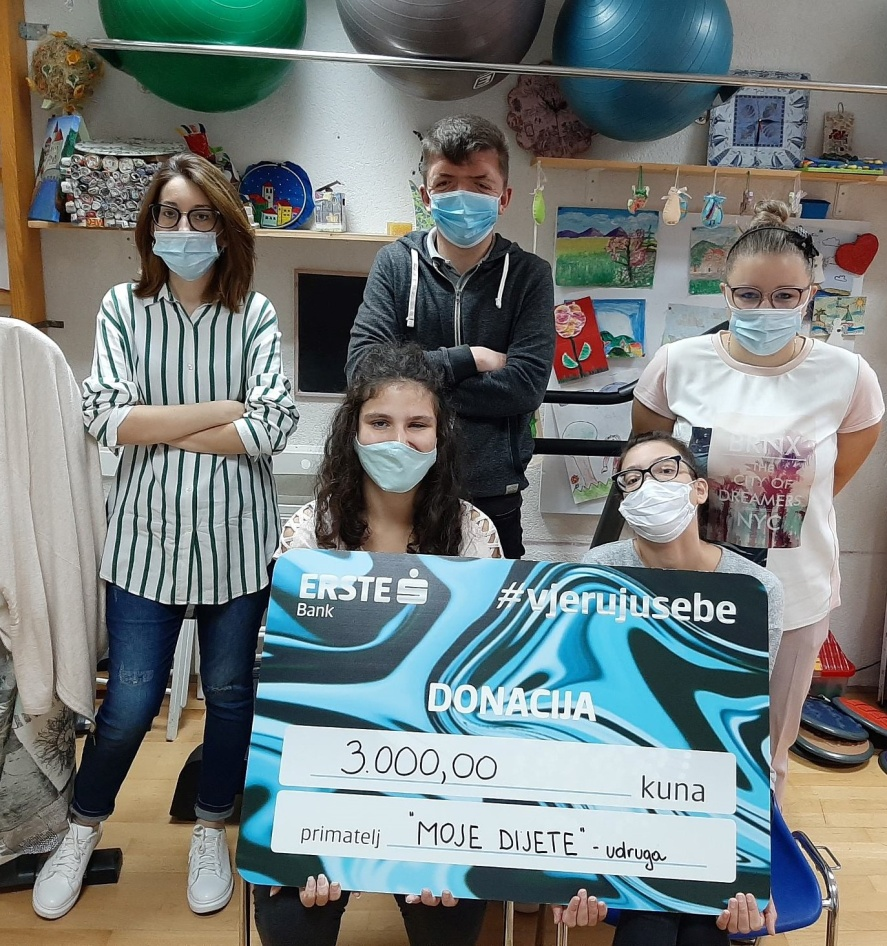 BRNX
THE
CITY OF
DREAMERS
NYC
ERSTE
Bank
#vjerujusebe
DONACIJA
3.000,00 kuna
primatelj "MOJE DIJETE" - udruga